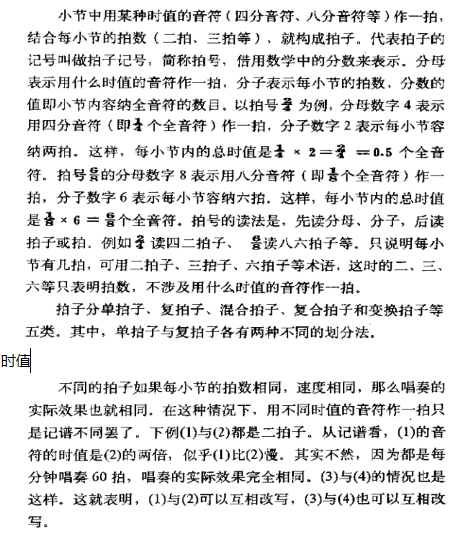 小节中用某种时值的音符（四分音符、八分音符等）作一拍，
结合每小节的拍数（二拍、三拍等），就构成拍子。代表拍子的
记号叫做拍子记号，简称拍号，借用数学中的分数来表示。分母
表示用什么时值的音符作一拍，分子表示每小节的拍数，分数的
值即小节内容纳全音符的数目。以拍号2/4为例，分母数字 4 表示
用四分音符（即1/4个全音符）作一拍，分子数字 2 表示每小节容
纳两拍。这样，每小节内的总时值是1/4 × 2＝2/4＝0.5 个全音
符。拍号6/8的分母数字 8 表示用八分音符（即1/8个全音符）作一
拍，分子数字 6 表示每小节容纳六拍。这样，每小节内的总时值
是1/8 × 6 ＝ 6/8个全音符。拍号的读法是，先读分母、分子，后读
拍子或拍．例如2/4 读四二拍子、6/8读八六拍子等。只说明每小
节有几拍，可用二拍子、三拍子、六拍子等术语，这时的二、三、
六等只表明拍数，不涉及用什么时值的音符作一拍。
拍子分单拍子、复拍子、混合拍子、复合拍子和变换拍子等
五类。其中，单拍子与复拍子各有两种不同的划分法。
时值
不同的拍子如果每小节的拍数相同，速度相同，那么唱奏的
实际效果也就相同。在这种情况下，用不同时值的音符作一拍只
是记谱不同罢了。下例(1)与(2)都是二拍子。从记谱看，(1)的音
符的时值是(2)的两倍，似乎(1)比(2)慢。其实不然，因为都是每
分钟唱奏 60 拍，唱奏的实际效果完全相同。(3)与(4)的情况也是
这样。这就表明，(1)与(2)可以互相改写，(3)与(4)也可以互相改
写。